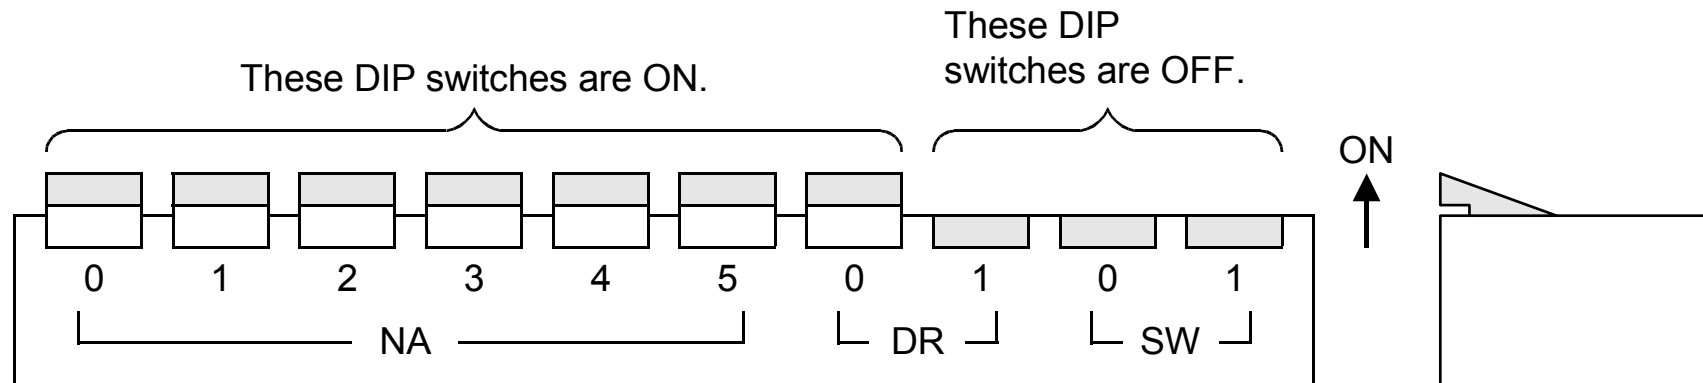 These DIP
switches are OFF.
These DIP switches are ON.
ON
0 1 2 3 4 5 0 1 0 1
NA DR SW